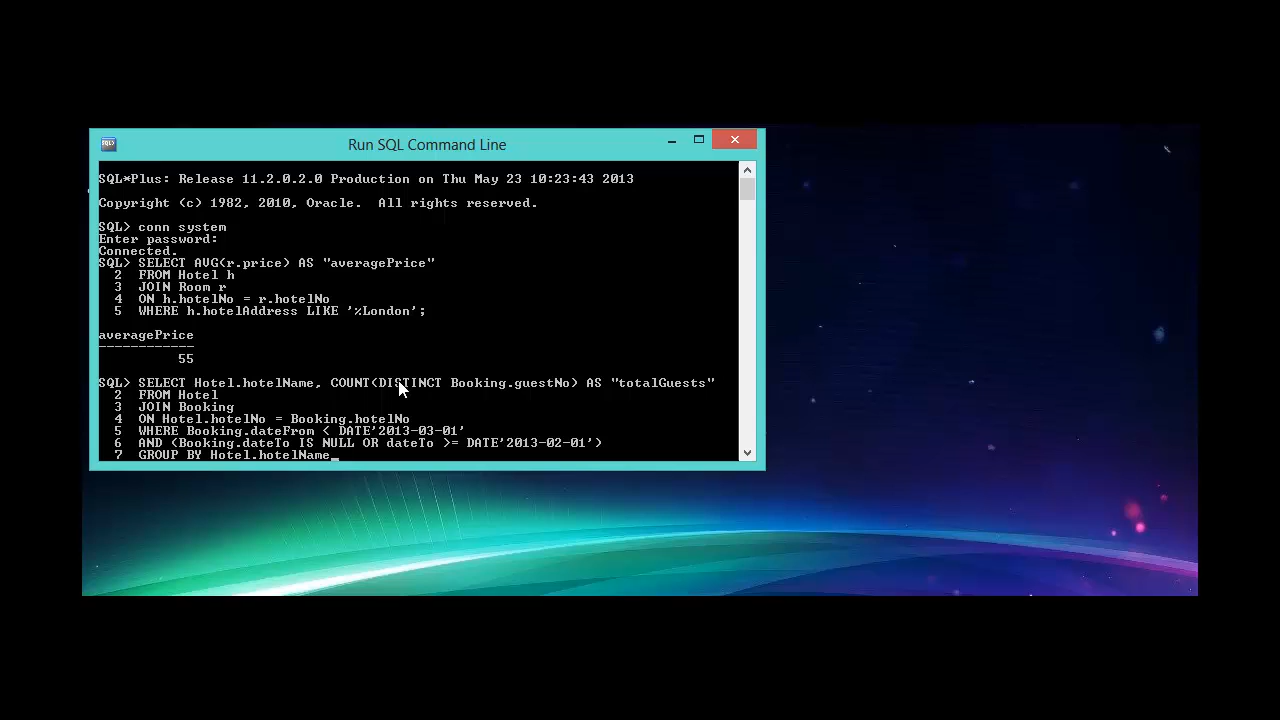 Run SQL Command Line
SQL*Plus: Release 11.2.0.2.0 Production on Thu May 23 10:23:43 2013
Copyright (c) 1982, 2010, Oracle.  All rights reserved.
SQL> conn system
Enter password:
Connected.
SQL> SELECT AVG(r.price) AS "averagePrice"
2  FROM Hotel h
3  JOIN Room r
4  ON h.hotelNo = r.hotelNo
5  WHERE h.hotelAddress LIKE '%London';
averagePrice
------------
55
SQL> SELECT Hotel.hotelName, COUNT(DISTINCT Booking.guestNo) AS "totalGuests"
2  FROM Hotel
3  JOIN Booking
4  ON Hotel.hotelNo = Booking.hotelNo
5  WHERE Booking.dateFrom < DATE'2013-03-01'
6  AND (Booking.dateTo IS NULL OR dateTo >= DATE'2013-02-01')
7  GROUP BY Hotel.hotelName_